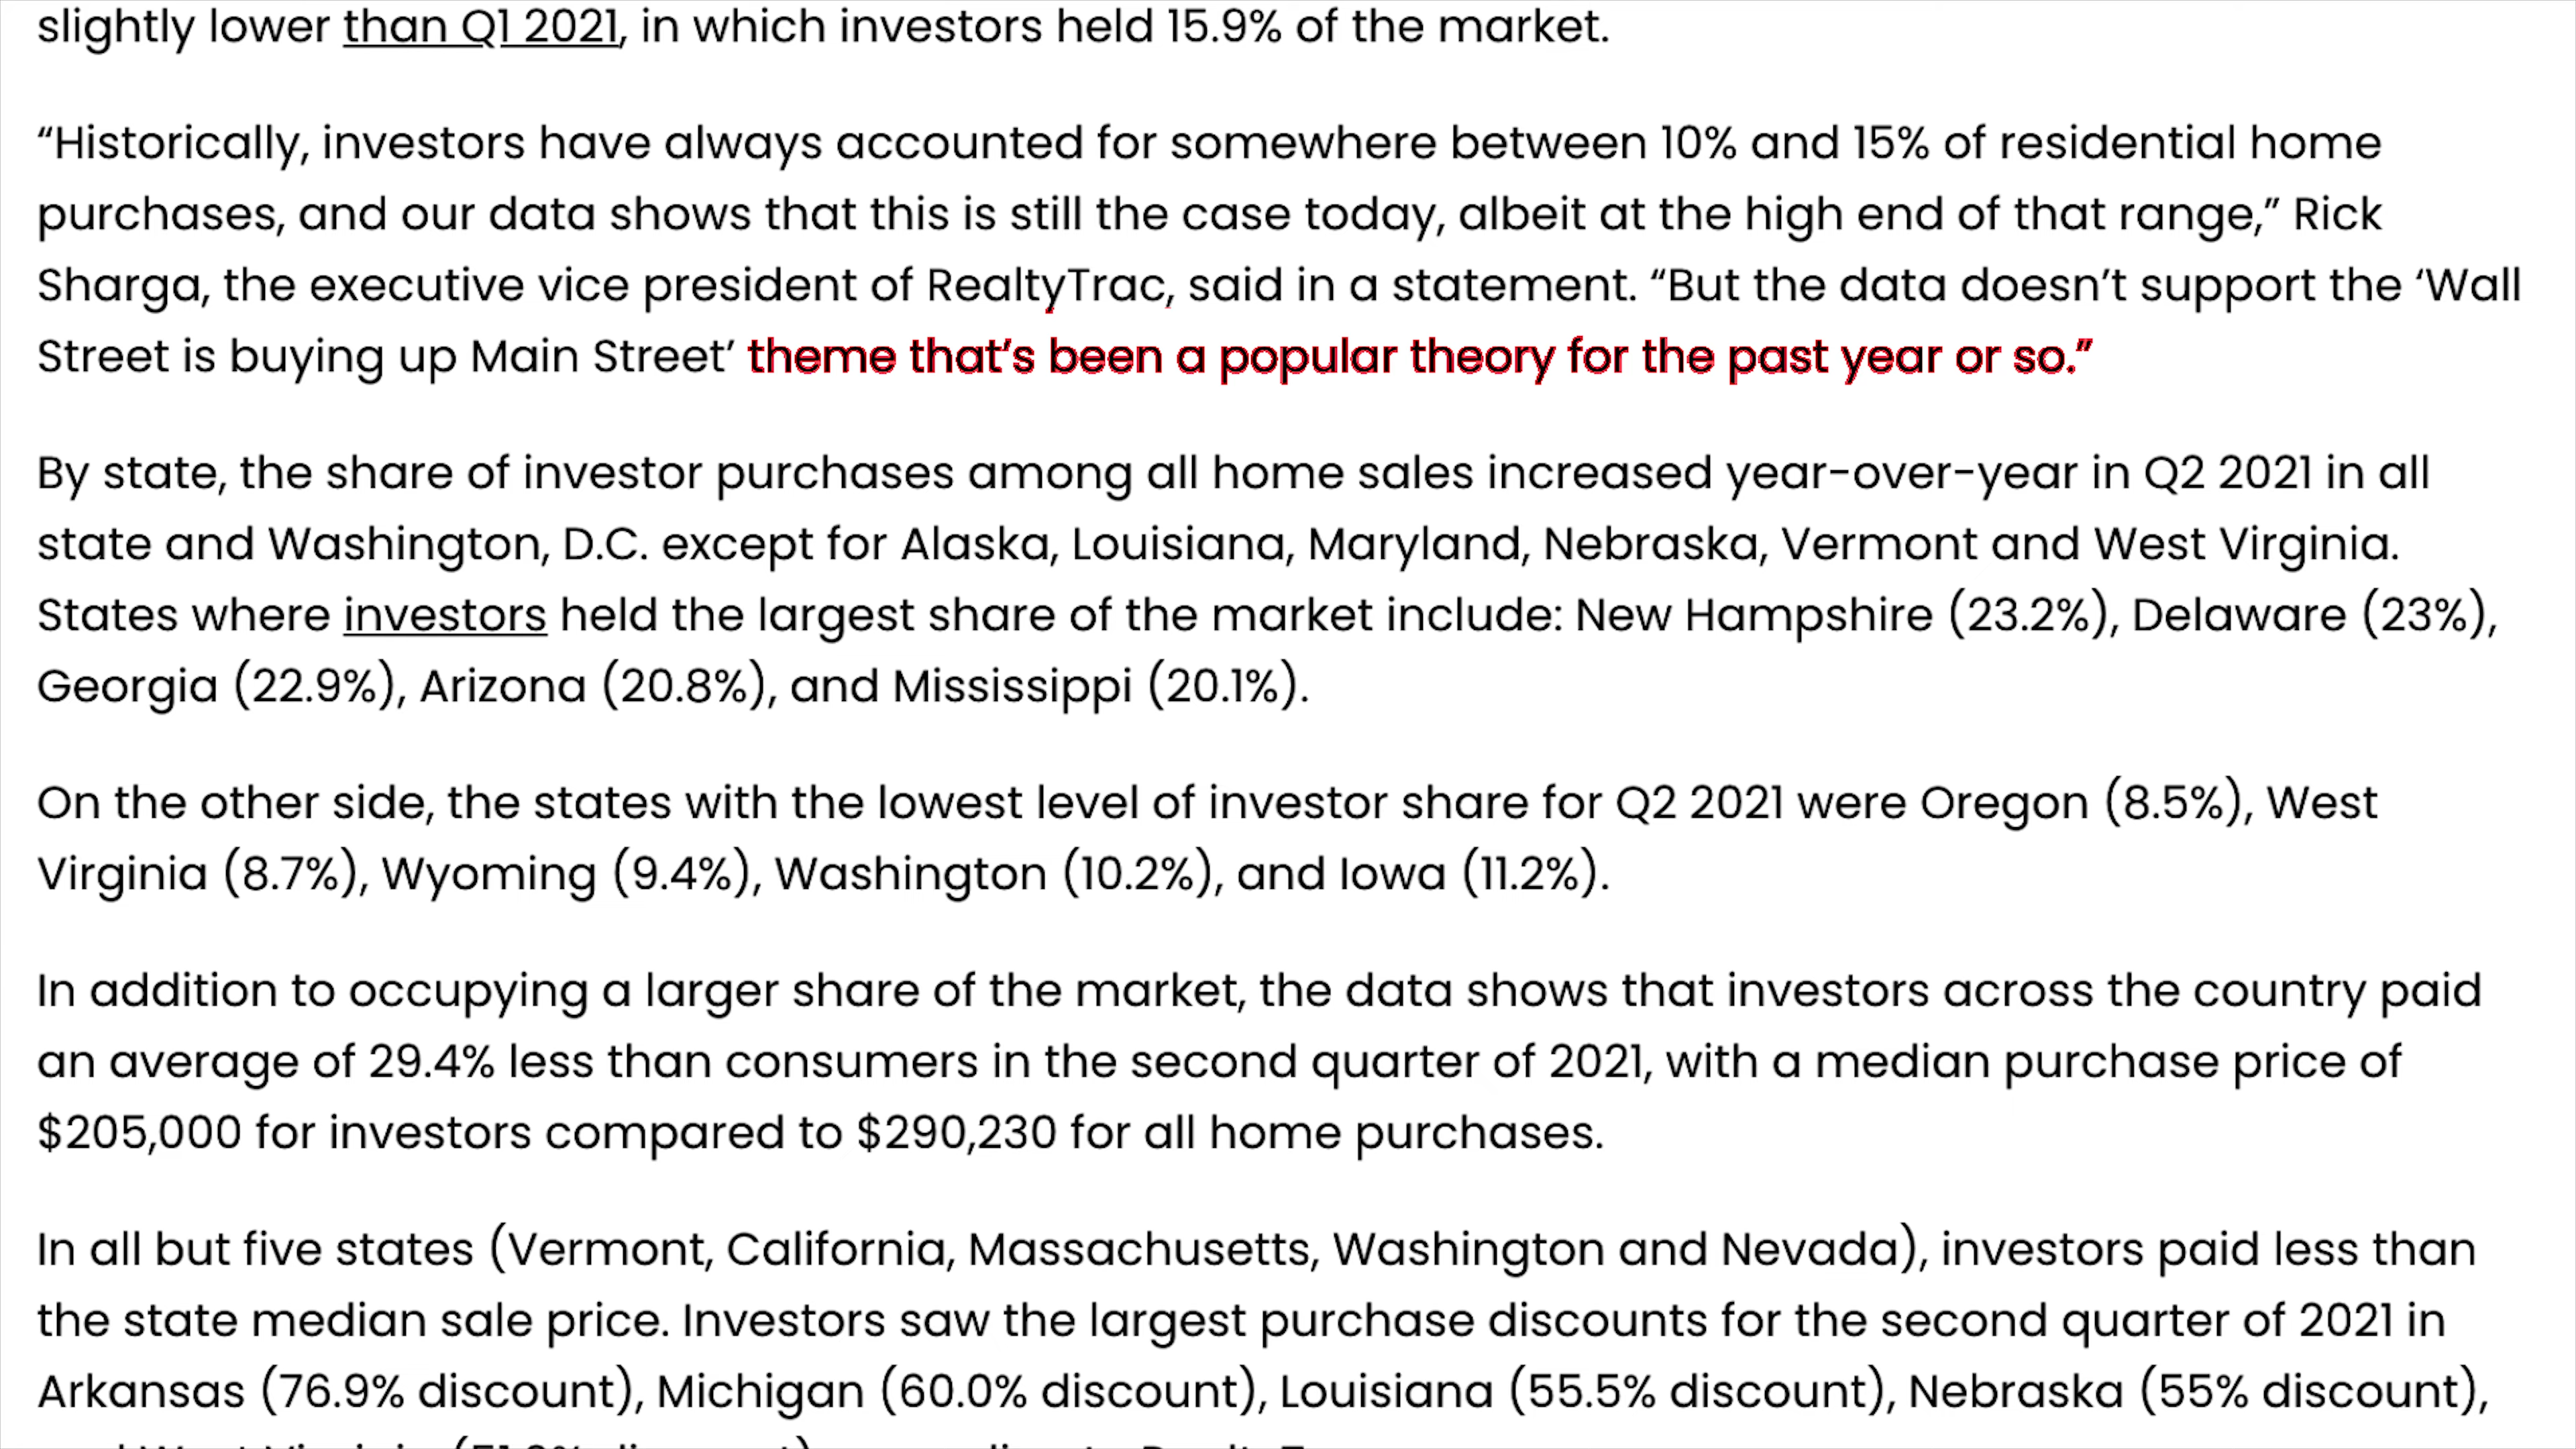 slightly lower than Q1 2021, in which investors held 15.9% of the market.
“Historically, investors have always accounted for somewhere between 10% and 15% of residential home
purchases, and our data shows that this is still the case today, albeit at the high end of that range,” Rick
Sharga, the executive vice president of RealtyTrac, said in a statement. “But the data doesn’t support the ‘Wall
Street is buying up Main Street’ theme that’s been a popular theory for the past year or so.”
By state, the share of investor purchases among all home sales increased year-over-year in Q2 2021 in all
state and Washington, D.C. except for Alaska, Louisiana, Maryland, Nebraska, Vermont and West Virginia.
States where investors held the largest share of the market include: New Hampshire (23.2%), Delaware (23%),
Georgia (22.9%), Arizona (20.8%), and Mississippi (20.1%).
On the other side, the states with the lowest level of investor share for Q2 2021 were Oregon (8.5%), West
Virginia (8.7%), Wyoming (9.4%), Washington (10.2%), and Iowa (11.2%).
In addition to occupying a larger share of the market, the data shows that investors across the country paid
an average of 29.4% less than consumers in the second quarter of 2021, with a median purchase price of
$205,000 for investors compared to $290,230 for all home purchases.
In all but five states (Vermont, California, Massachusetts, Washington and Nevada), investors paid less than
the state median sale price. Investors saw the largest purchase discounts for the second quarter of 2021 in
Arkansas (76.9% discount), Michigan (60.0% discount), Louisiana (55.5% discount), Nebraska (55% discount),